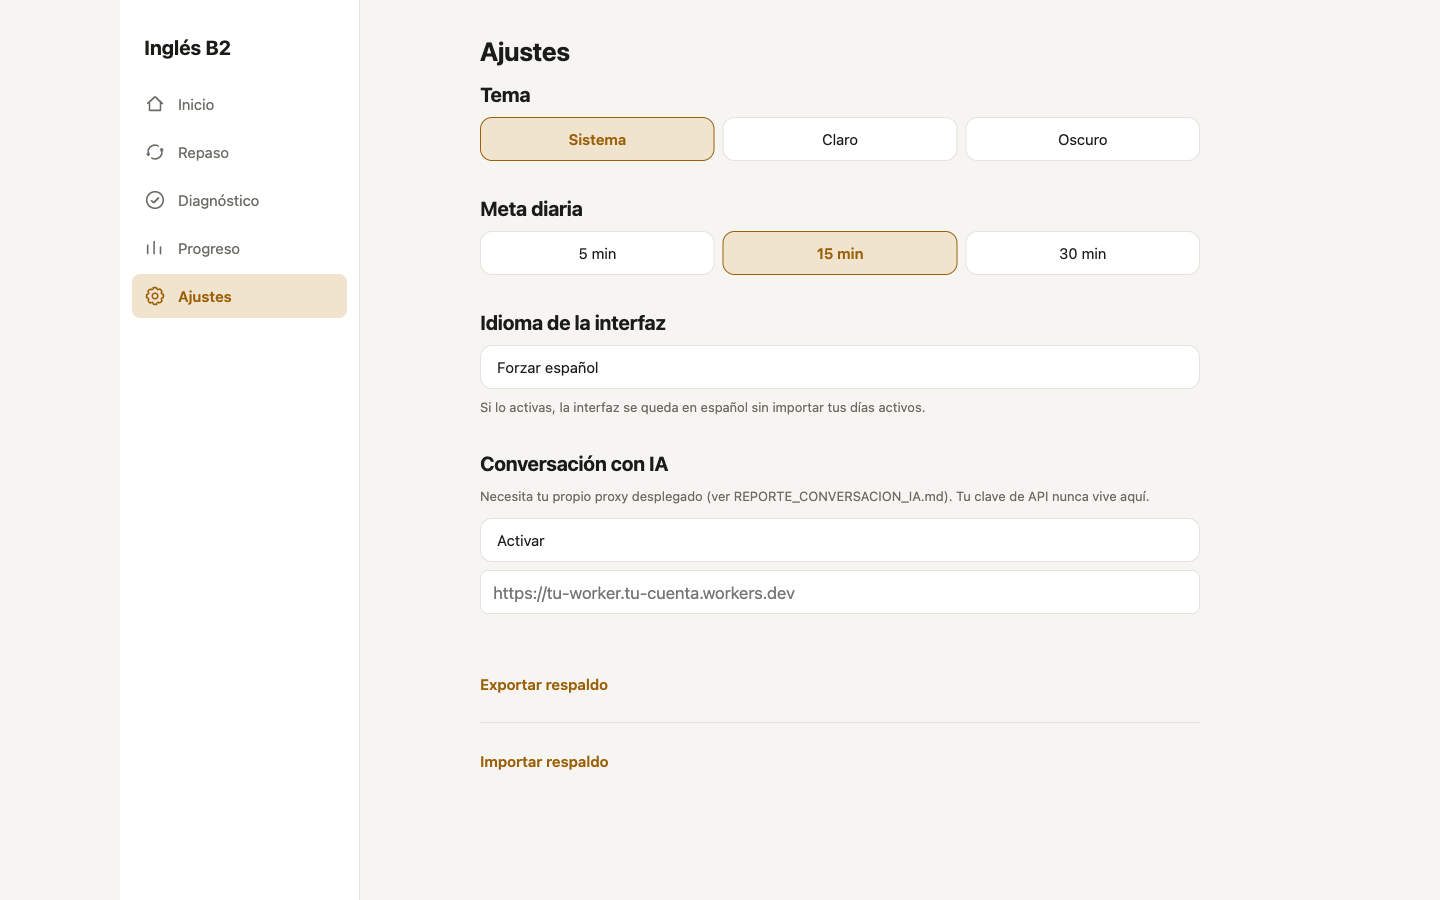 Inglés B2
Inicio
Repaso
Diagnóstico
Progreso
Ajustes
Ajustes
Tema
Sistema
Claro
Oscuro
Meta diaria
5 min
15 min
30 min
Idioma de la interfaz
Forzar español
Si lo activas, la interfaz se queda en español sin importar tus días activos.
Conversación con IA
Necesita tu propio proxy desplegado (ver REPORTE_CONVERSACION_IA.md). Tu clave de API nunca vive aquí.
Activar
https://tu-worker.tu-cuenta.workers.dev
Exportar respaldo
Importar respaldo